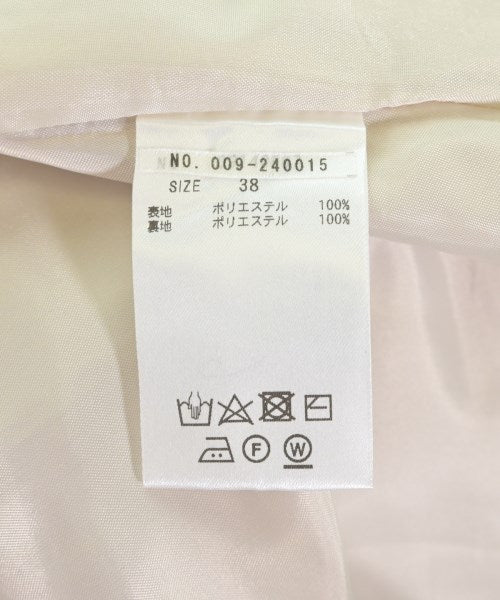 NO. 009-240015
SIZE 38
表地 ポリエステル 100%
裏地 ポリエステル 100%
F W